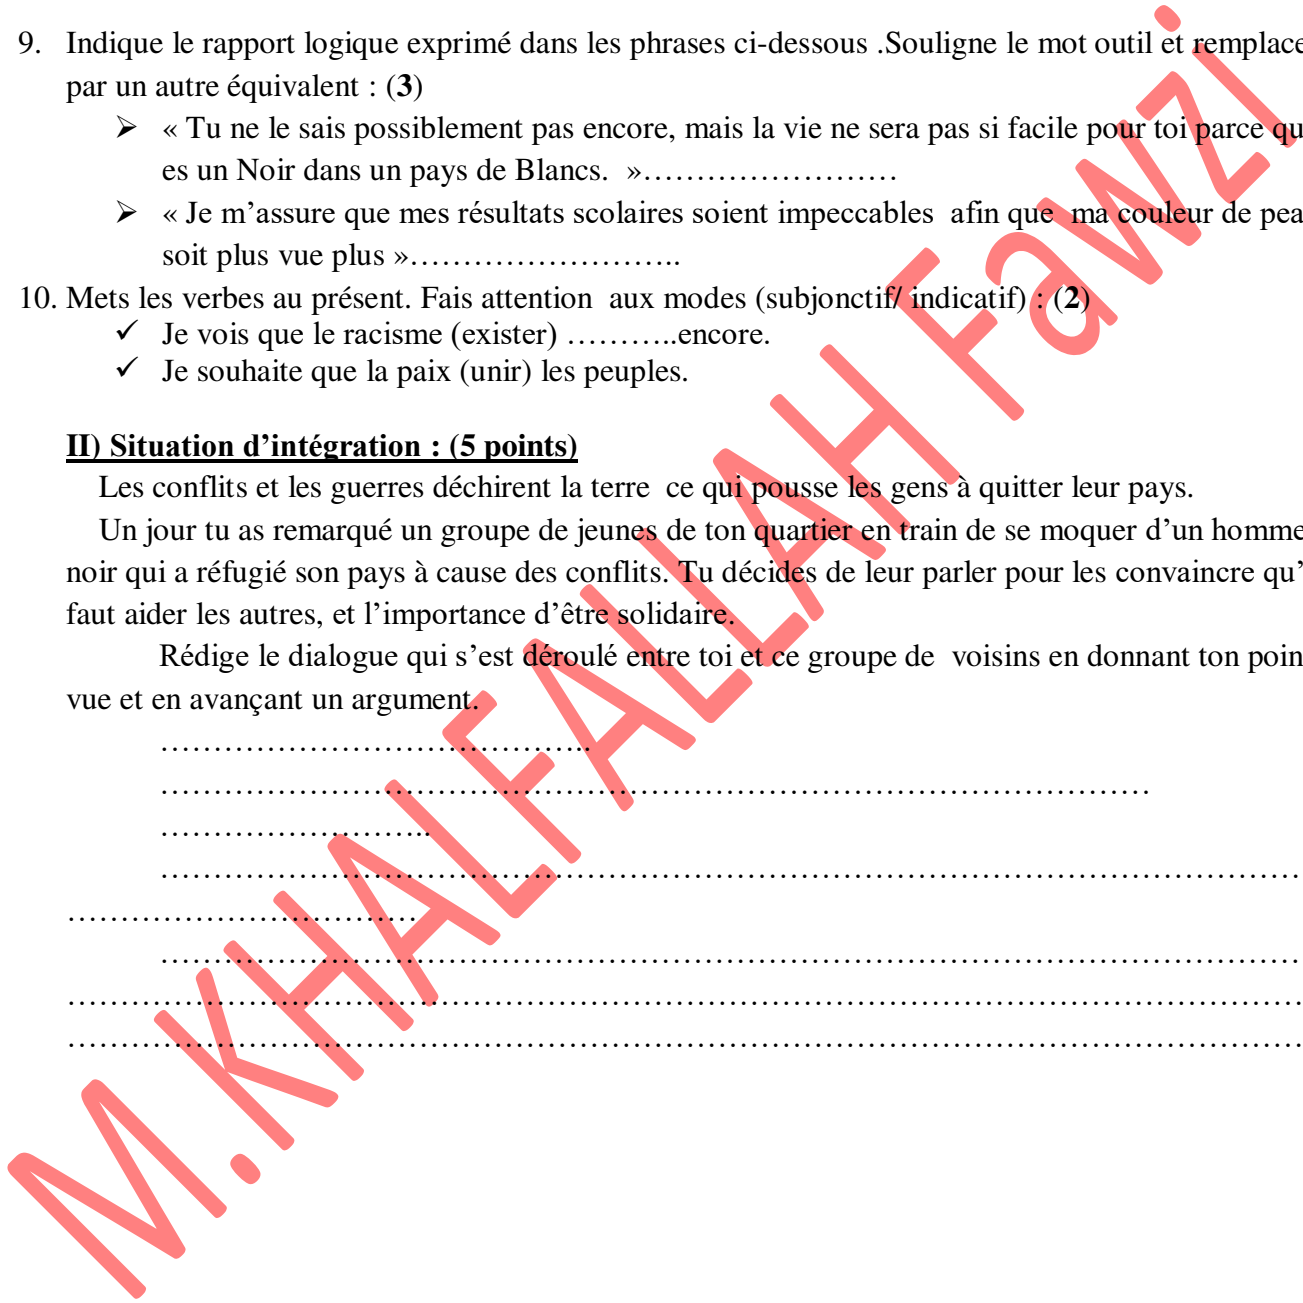 9. Indique le rapport logique exprimé dans les phrases ci-dessous .Souligne le mot outil et remplace
par un autre équivalent : (3)
➢ « Tu ne le sais possiblement pas encore, mais la vie ne sera pas si facile pour toi parce qu
es un Noir dans un pays de Blancs. »……………………
➢ « Je m’assure que mes résultats scolaires soient impeccables afin que ma couleur de pea
soit plus vue plus »……………………..
10. Mets les verbes au présent. Fais attention aux modes (subjonctif/ indicatif) : (2)
✓ Je vois que le racisme (exister) ………..encore.
✓ Je souhaite que la paix (unir) les peuples.
II) Situation d’intégration : (5 points)
Les conflits et les guerres déchirent la terre ce qui pousse les gens à quitter leur pays.
Un jour tu as remarqué un groupe de jeunes de ton quartier en train de se moquer d’un homme
noir qui a réfugié son pays à cause des conflits. Tu décides de leur parler pour les convaincre qu’
faut aider les autres, et l’importance d’être solidaire.
Rédige le dialogue qui s’est déroulé entre toi et ce groupe de voisins en donnant ton poin
vue et en avançant un argument.
………………………………….
…………………………………………………………………………………
……………………..
………………………………………………………………………………………………
……………………………
………………………………………………………………………………………………
………………………………………………………………………………………………………
………………………………………………………………………………………………………
M.KHALFALLAH Fawzi